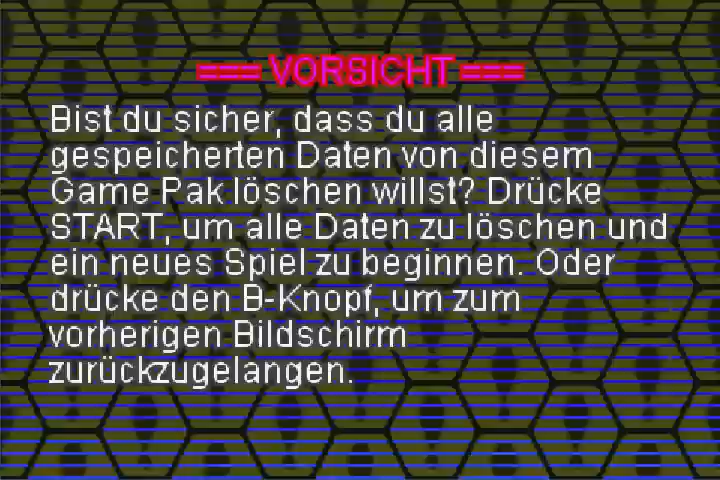 === VORSICHT ===
Bist du sicher, dass du alle
gespeicherten Daten von diesem
Game Pak löschen willst? Drücke
START, um alle Daten zu löschen und
ein neues Spiel zu beginnen. Oder
drücke den B-Knopf, um zum
vorherigen Bildschirm
zurückzugelangen.